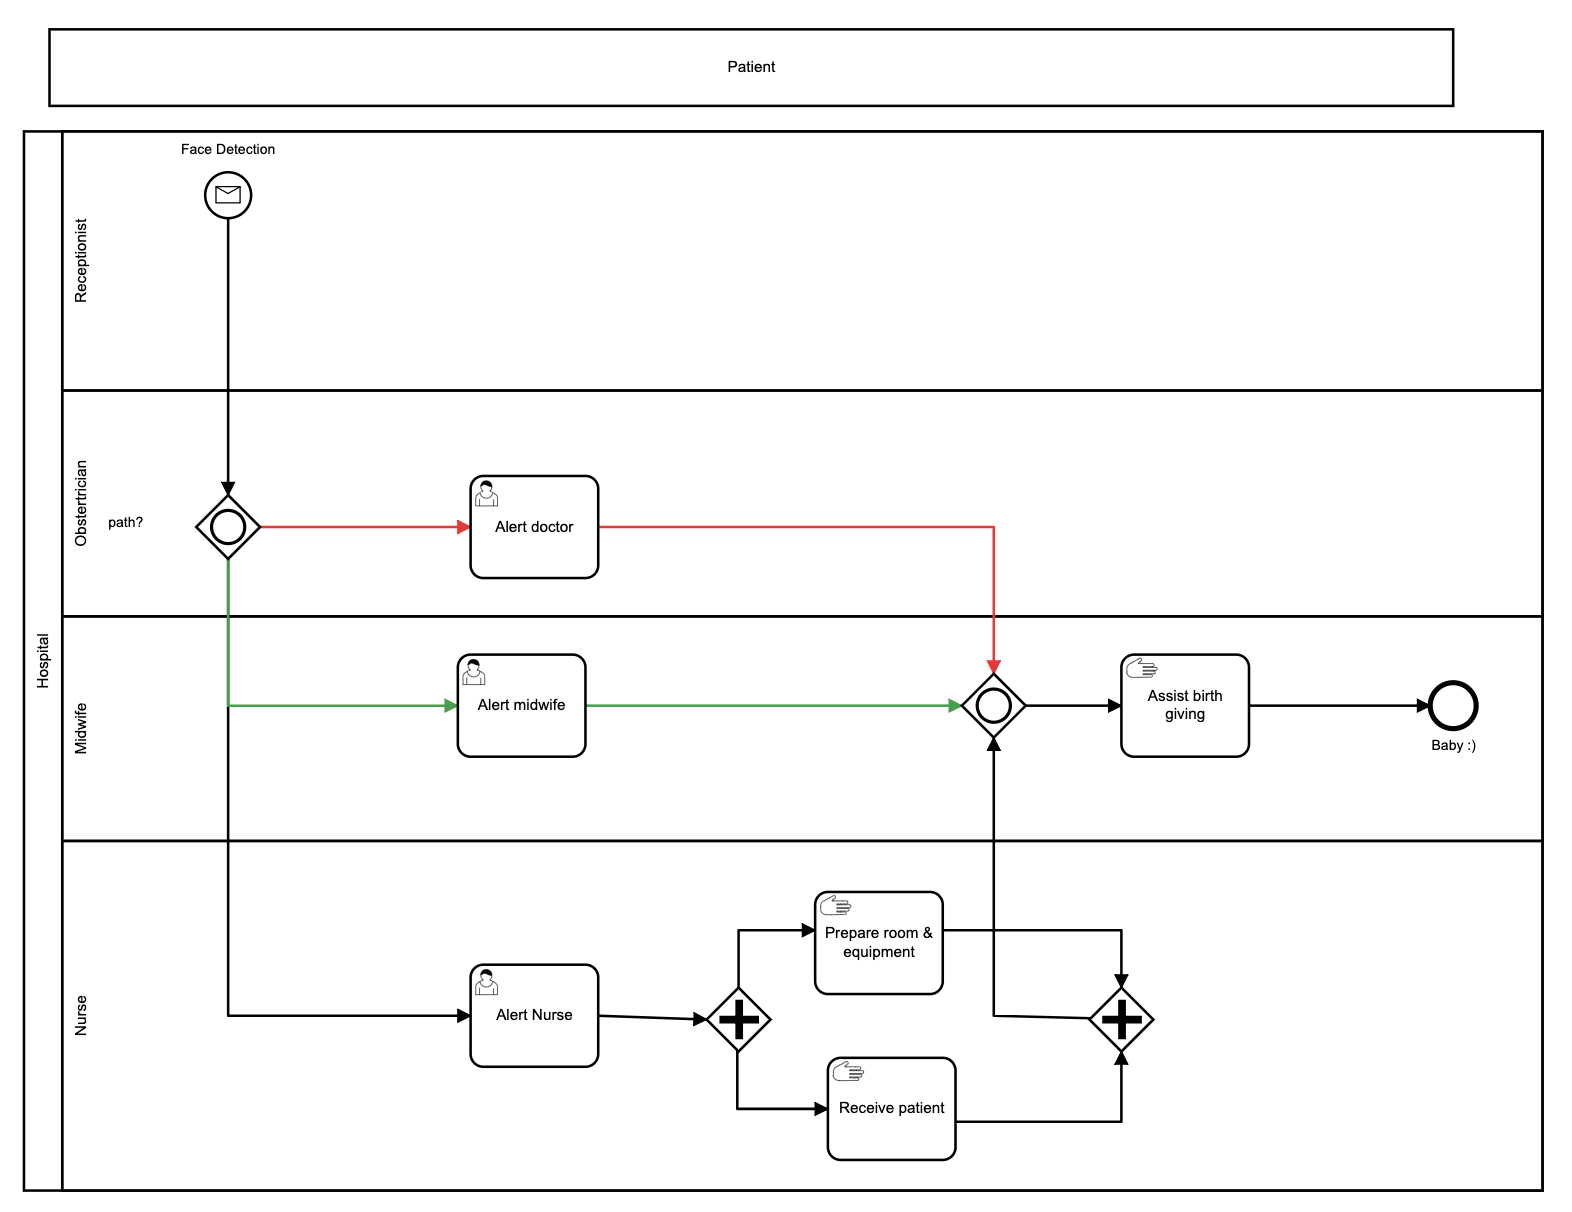 Patient
Face Detection
Hospital
Receptionist
Obstertrician
path?
Alert doctor
Midwife
Alert midwife
Assist birth
giving
Baby :)
Nurse
Alert Nurse
Prepare room &
equipment
Receive patient